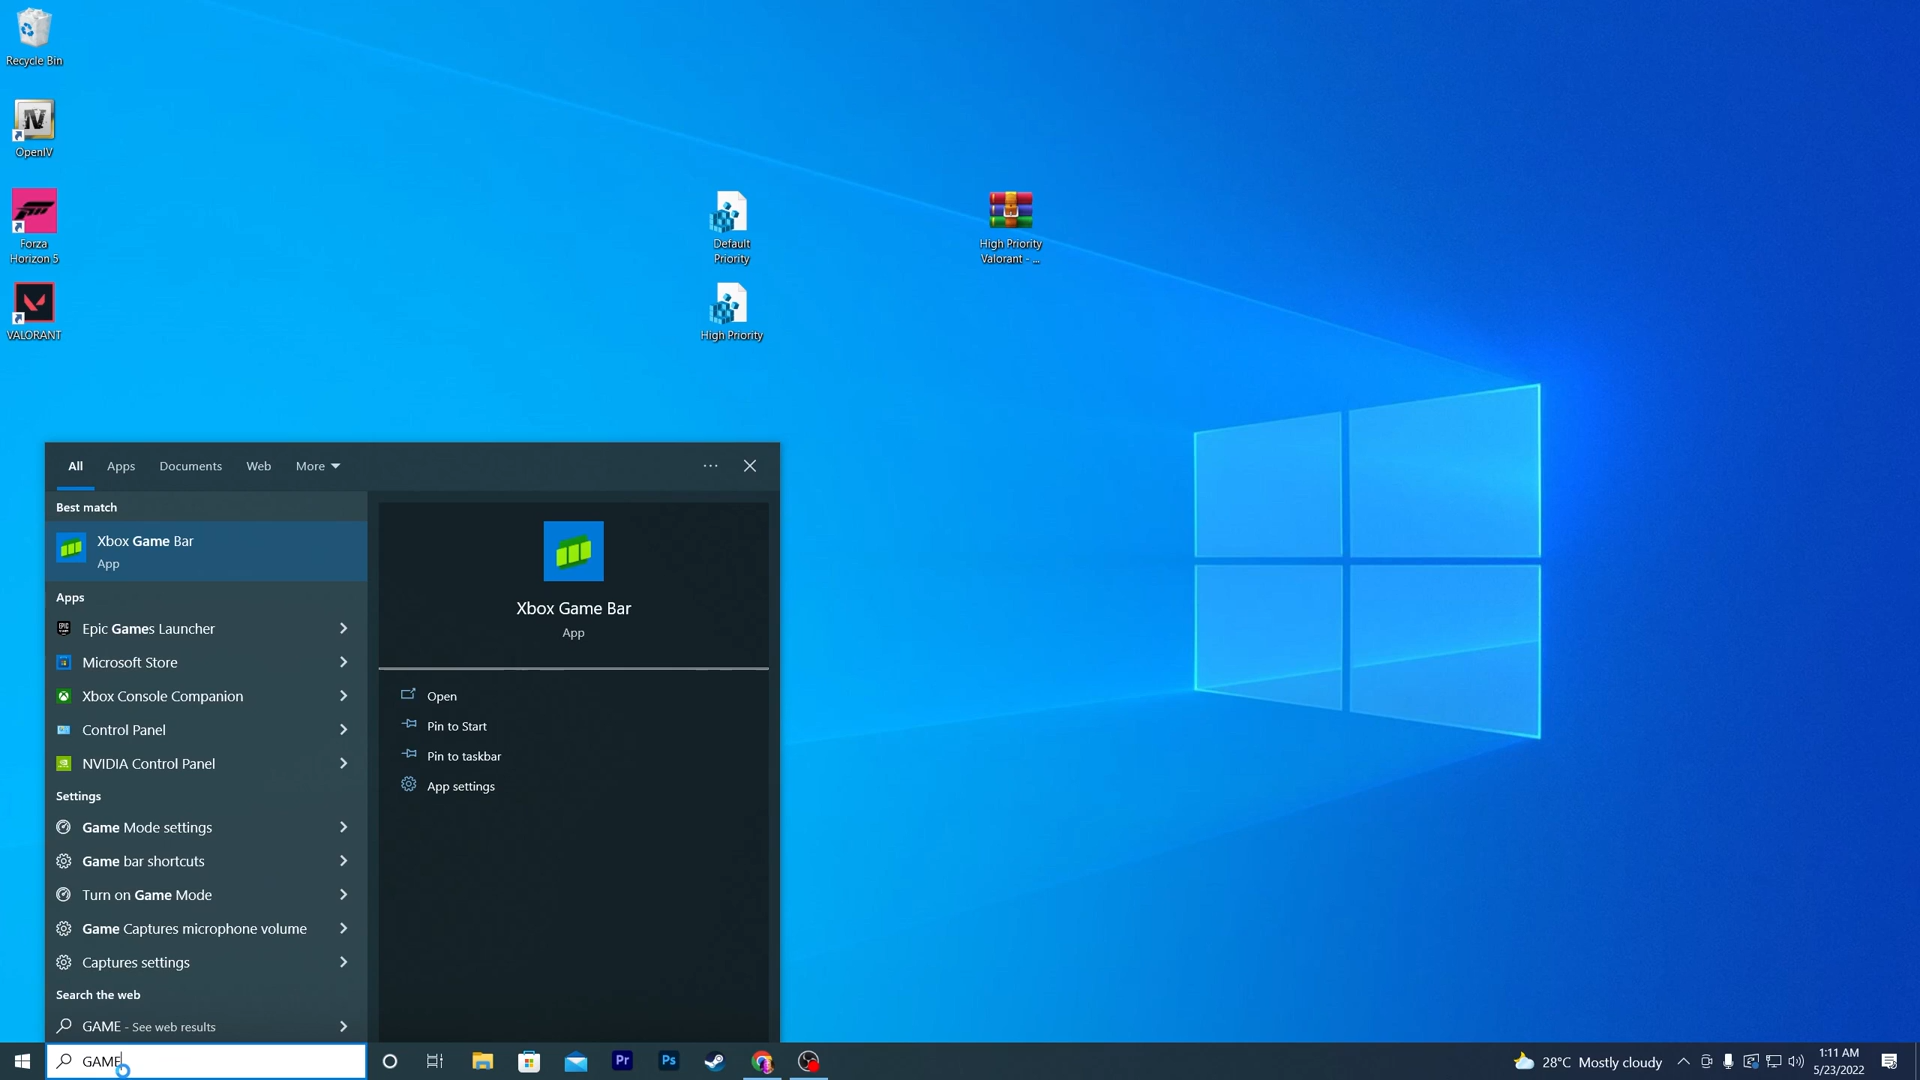 Recycle Bin
OpenIV
Forza
Horizon 5
VALORANT
Default
Priority
High Priority
High Priority
Valorant - ...
All
Apps
Documents
Web
More
Best match
Xbox Game Bar
App
Apps
Epic Games Launcher
Microsoft Store
Xbox Console Companion
Control Panel
NVIDIA Control Panel
Settings
Game Mode settings
Game bar shortcuts
Turn on Game Mode
Game Captures microphone volume
Captures settings
Search the web
GAME - See web results
Xbox Game Bar
App
Open
Pin to Start
Pin to taskbar
App settings
GAME
Pr
Ps
28°C Mostly cloudy
1:11 AM
5/23/2022